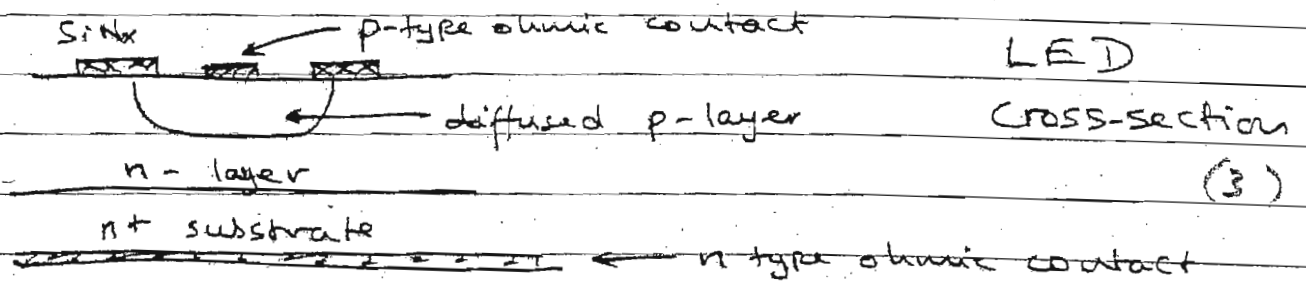 SiNx
p-type ohmic contact
LED
diffused p-layer
Cross-section
n - layer
(3)
n+ substrate
n type ohmic contact